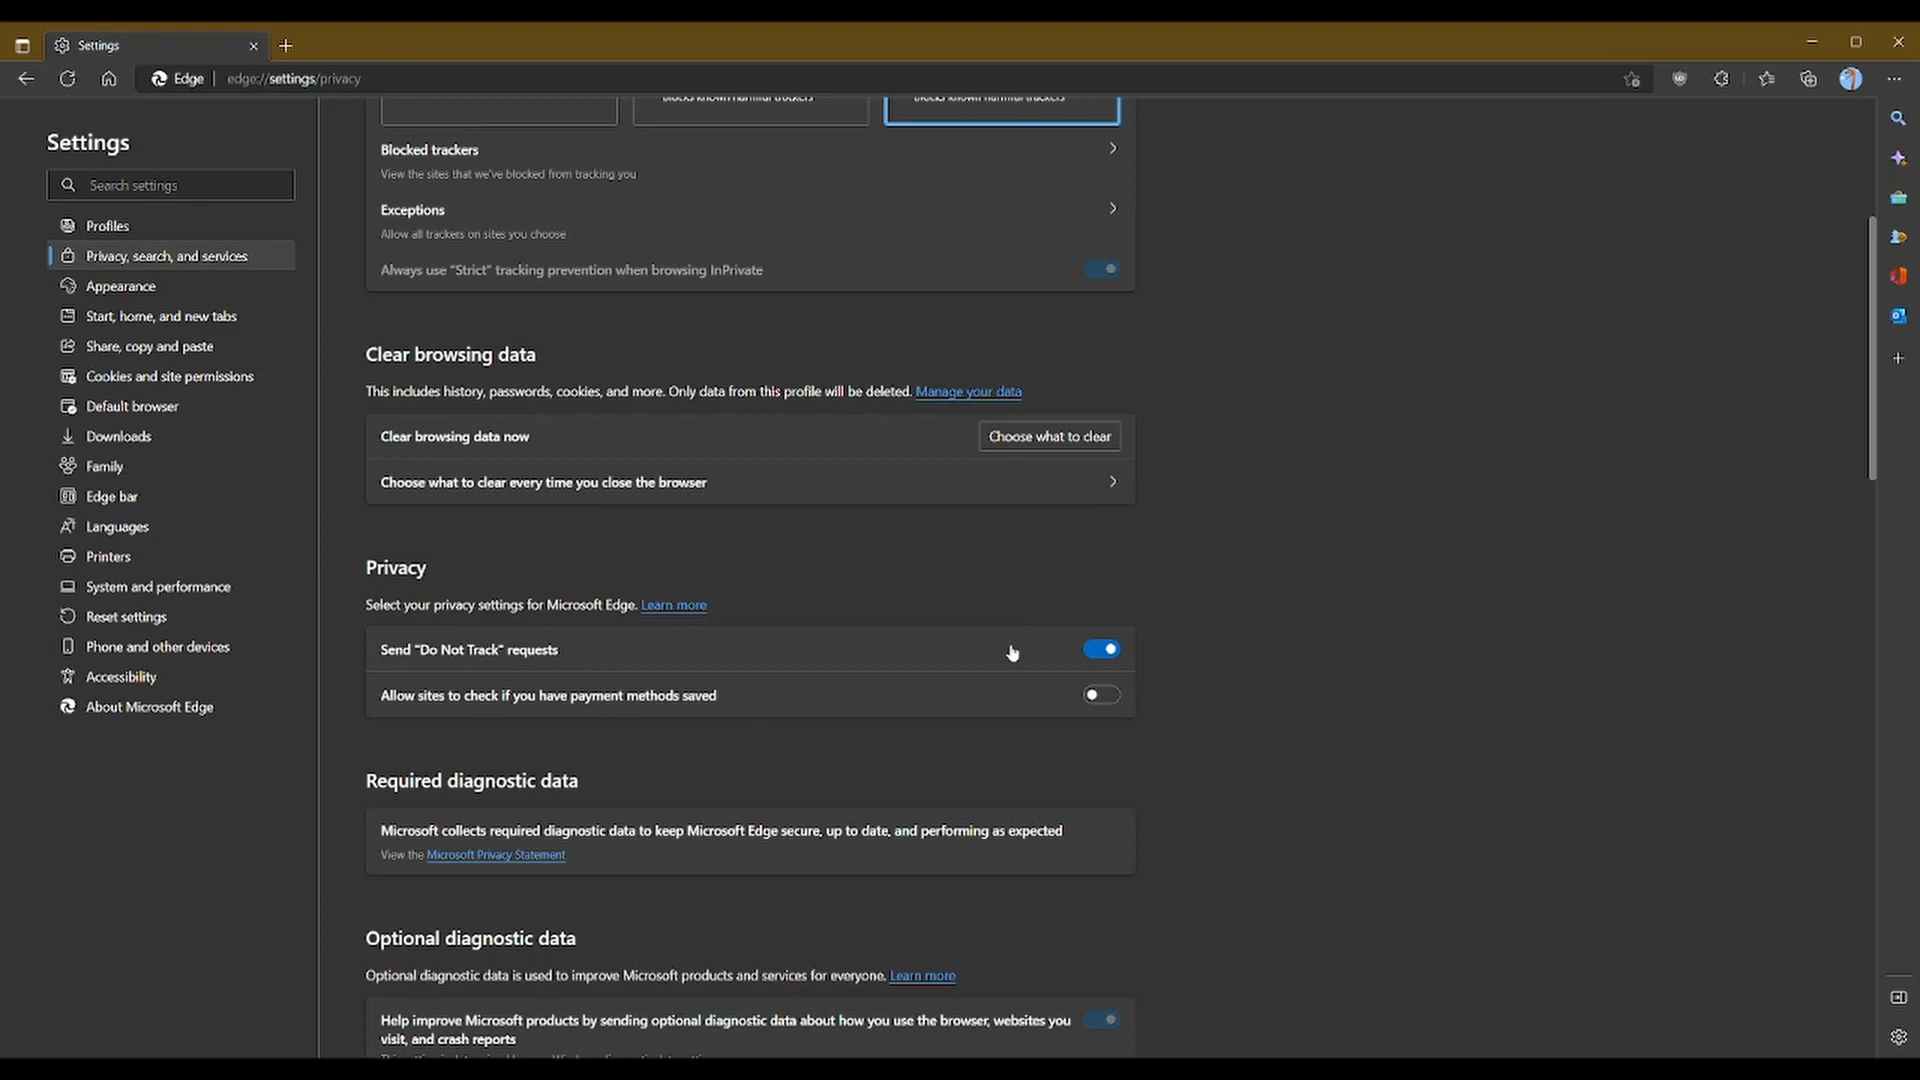 Settings
Edge
edge://settings/privacy
Settings
Search settings
Profiles
Privacy, search, and services
Appearance
Start, home, and new tabs
Share, copy and paste
Cookies and site permissions
Default browser
Downloads
Family
Edge bar
Languages
Printers
System and performance
Reset settings
Phone and other devices
Accessibility
About Microsoft Edge
Blocked trackers
View the sites that we've blocked from tracking you
Exceptions
Allow all trackers on sites you choose
Always use "Strict" tracking prevention when browsing InPrivate
Clear browsing data
This includes history, passwords, cookies, and more. Only data from this profile will be deleted. Manage your data
Clear browsing data now
Choose what to clear
Choose what to clear every time you close the browser
Privacy
Select your privacy settings for Microsoft Edge. Learn more
Send "Do Not Track" requests
Allow sites to check if you have payment methods saved
Required diagnostic data
Microsoft collects required diagnostic data to keep Microsoft Edge secure, up to date, and performing as expected
View the Microsoft Privacy Statement
Optional diagnostic data
Optional diagnostic data is used to improve Microsoft products and services for everyone. Learn more
Help improve Microsoft products by sending optional diagnostic data about how you use the browser, websites you
visit, and crash reports